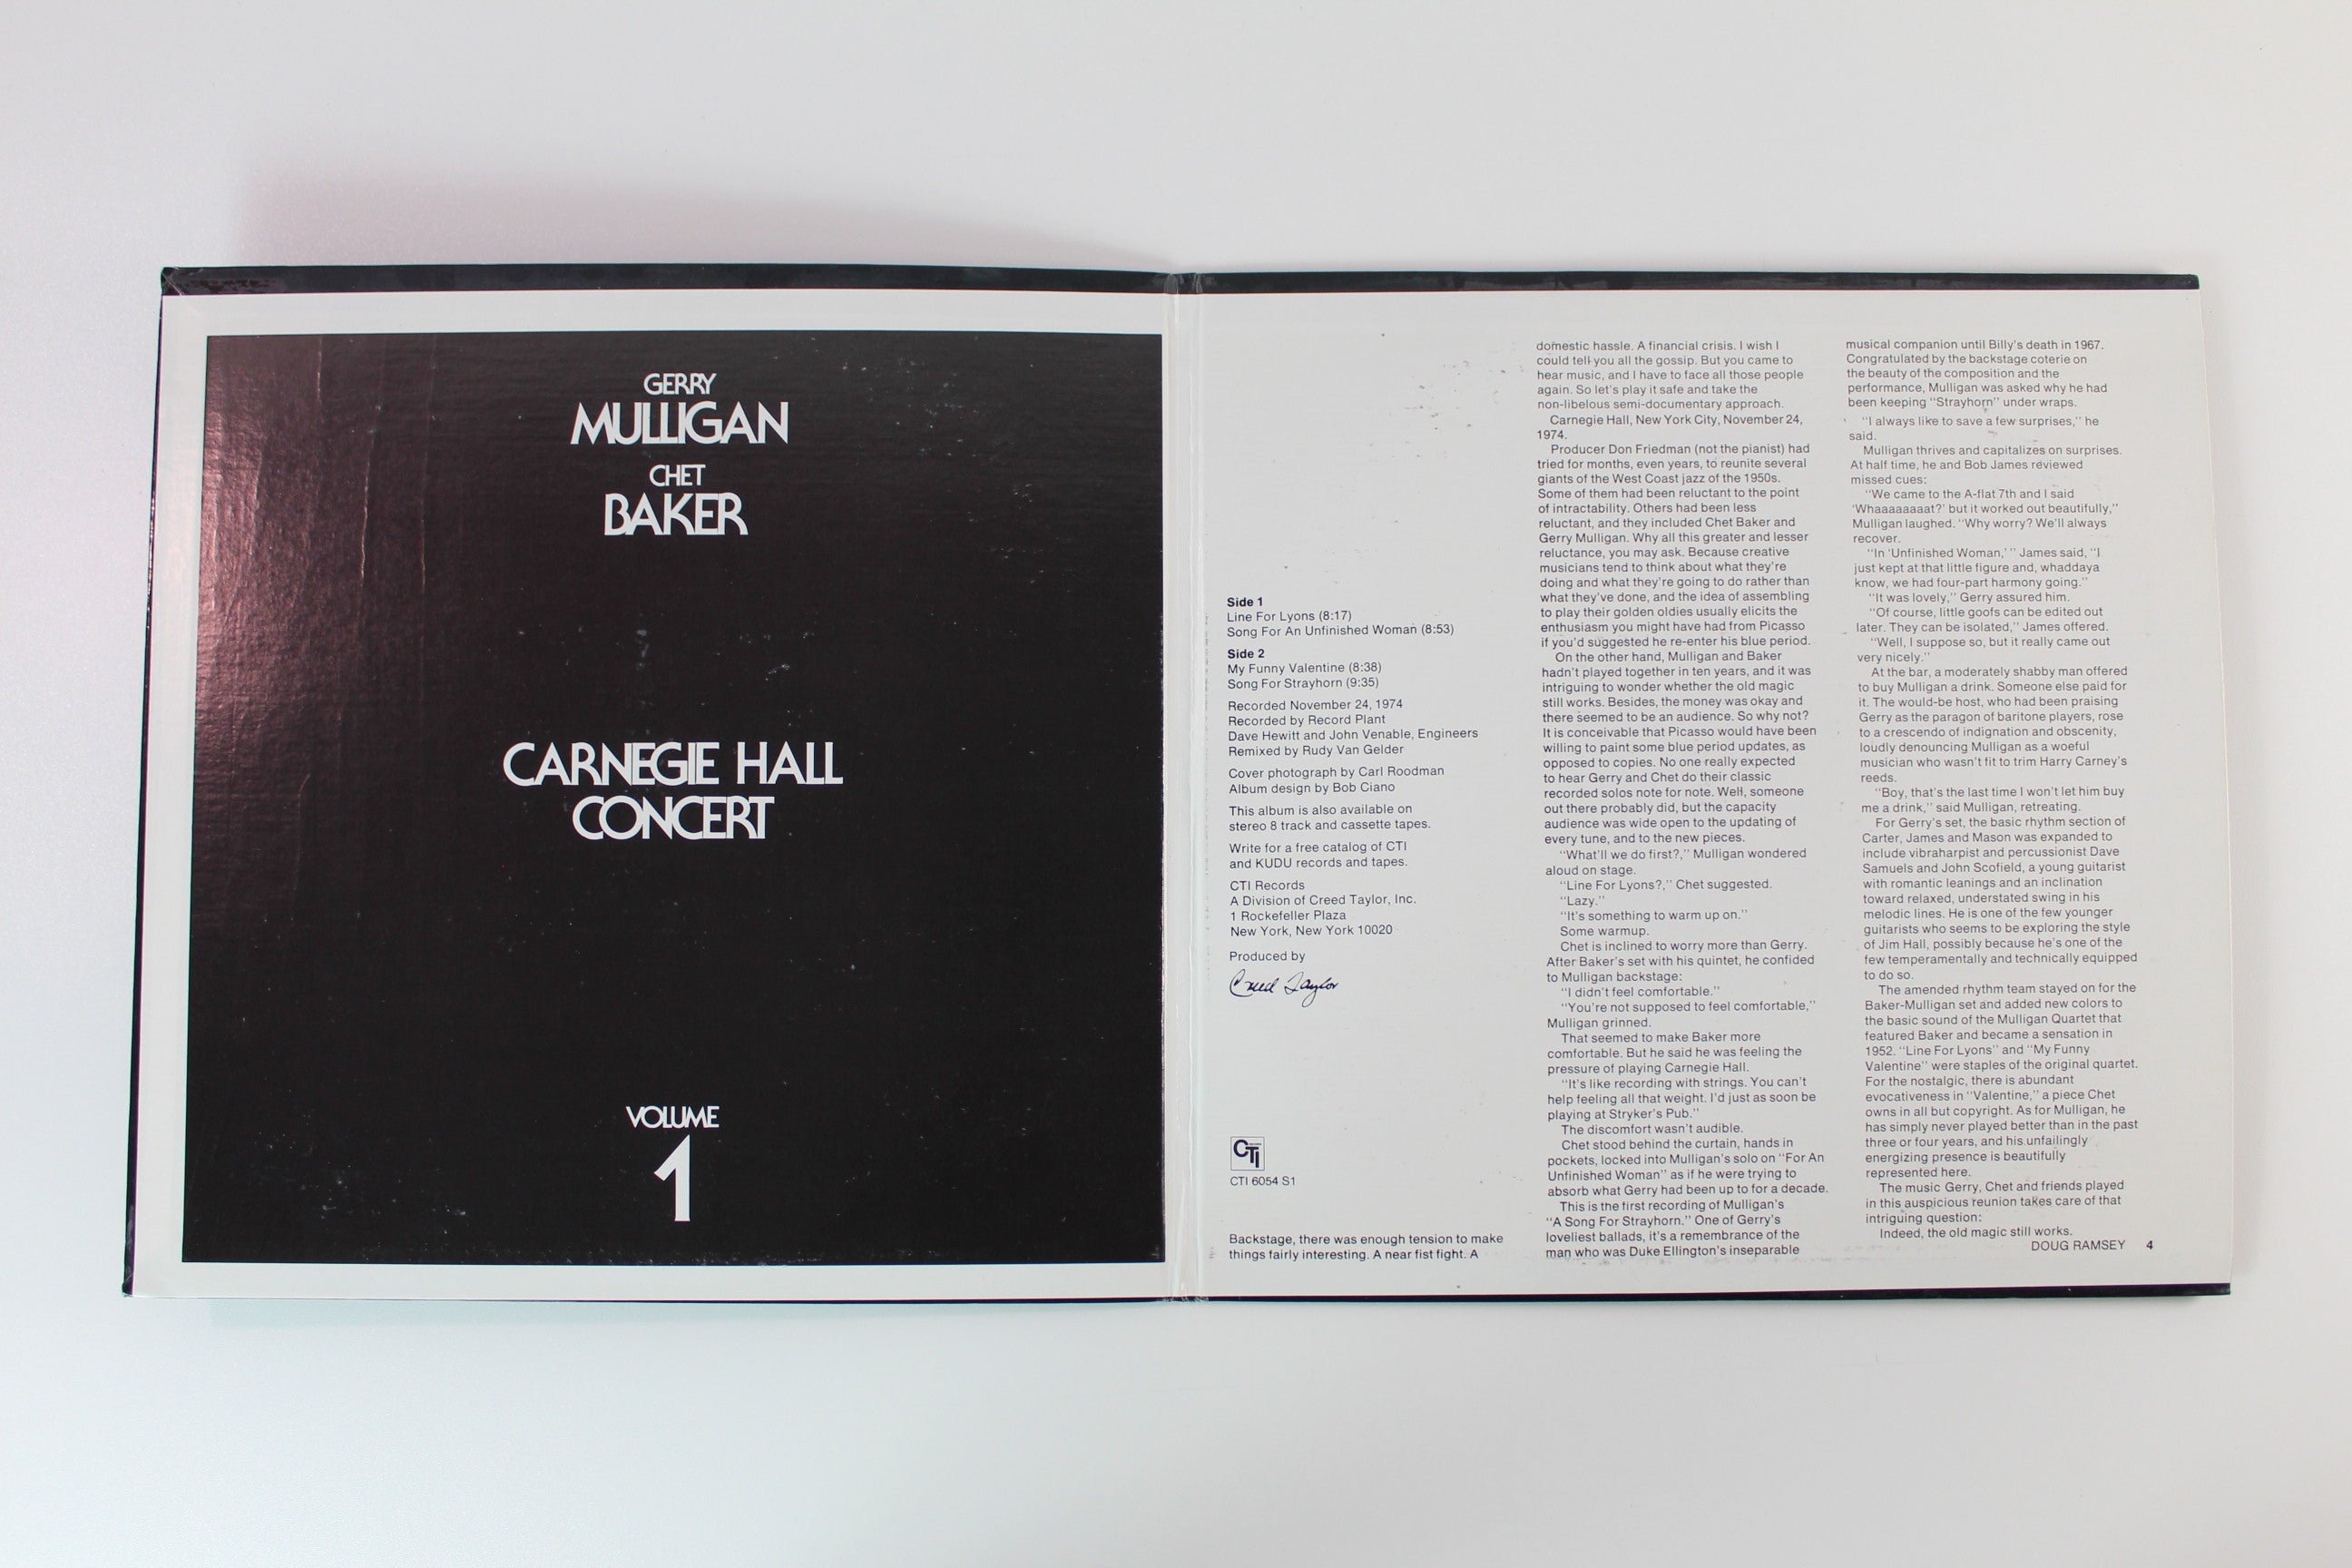 GERRY
MULLIGAN
CHET
BAKER
CARNEGIE HALL
CONCERT
VOLUME
1
Side 1
Line For Lyons (8:17)
Song For An Unfinished Woman (8:53)
Side 2
My Funny Valentine (8:38)
Song For Strayhorn (9:35)
Recorded November 24, 1974
Recorded by Record Plant
Dave Hewitt and John Venable, Engineers
Remixed by Rudy Van Gelder
Cover photograph by Carl Roodman
Album design by Bob Ciano
This album is also available on
stereo 8 track and cassette tapes.
Write for a free catalog of CTI
and KUDU records and tapes.
CTI Records
A Division of Creed Taylor, Inc.
1 Rockefeller Plaza
New York, New York 10020
Produced by
Creed Taylor
CTI
CTI 6054 S1
Backstage, there was enough tension to make
things fairly interesting. A near fist fight. A
domestic hassle. A financial crisis. I wish I
could tell you all the gossip. But you came to
hear music, and I have to face all those people
again. So let's play it safe and take the
non-libelous semi-documentary approach.
Carnegie Hall, New York City, November 24,
1974.
Producer Don Friedman (not the pianist) had
tried for months, even years, to reunite several
giants of the West Coast jazz of the 1950s.
Some of them had been reluctant to the point
of intractability. Others had been less
reluctant, and they included Chet Baker and
Gerry Mulligan. Why all this greater and lesser
reluctance, you may ask. Because creative
musicians tend to think about what they're
doing and what they're going to do rather than
what they've done, and the idea of assembling
to play their golden oldies usually elicits the
enthusiasm you might have had from Picasso
if you'd suggested he re-enter his blue period.
On the other hand, Mulligan and Baker
hadn't played together in ten years, and it was
intriguing to wonder whether the old magic
still works. Besides, the money was okay and
there seemed to be an audience. So why not?
It is conceivable that Picasso would have been
willing to paint some blue period updates, as
opposed to copies. No one really expected
to hear Gerry and Chet do their classic
recorded solos note for note. Well, someone
out there probably did, but the capacity
audience was wide open to the updating of
every tune, and to the new pieces.
"What'll we do first?," Mulligan wondered
aloud on stage.
"Line For Lyons?," Chet suggested.
"Lazy."
"It's something to warm up on."
Some warmup.
Chet is inclined to worry more than Gerry.
After Baker's set with his quintet, he confided
to Mulligan backstage:
"I didn't feel comfortable."
"You're not supposed to feel comfortable,"
Mulligan grinned.
That seemed to make Baker more
comfortable. But he said he was feeling the
pressure of playing Carnegie Hall.
"It's like recording with strings. You can't
help feeling all that weight. I'd just as soon be
playing at Stryker's Pub."
The discomfort wasn't audible.
Chet stood behind the curtain, hands in
pockets, locked into Mulligan's solo on "For An
Unfinished Woman" as if he were trying to
absorb what Gerry had been up to for a decade.
This is the first recording of Mulligan's
"A Song For Strayhorn." One of Gerry's
loveliest ballads, it's a remembrance of the
man who was Duke Ellington's inseparable
musical companion until Billy's death in 1967.
Congratulated by the backstage coterie on
the beauty of the composition and the
performance, Mulligan was asked why he had
been keeping "Strayhorn" under wraps.
"I always like to save a few surprises," he
said.
Mulligan thrives and capitalizes on surprises.
At half time, he and Bob James reviewed
missed cues:
"We came to the A-flat 7th and I said
'Whaaaaaaaat?' but it worked out beautifully,"
Mulligan laughed. "Why worry? We'll always
recover.
"In 'Unfinished Woman,' " James said, "I
just kept at that little figure and, whaddaya
know, we had four-part harmony going."
"It was lovely," Gerry assured him.
"Of course, little goofs can be edited out
later. They can be isolated," James offered.
"Well, I suppose so, but it really came out
very nicely."
At the bar, a moderately shabby man offered
to buy Mulligan a drink. Someone else paid for
it. The would-be host, who had been praising
Gerry as the paragon of baritone players, rose
to a crescendo of indignation and obscenity,
loudly denouncing Mulligan as a woeful
musician who wasn't fit to trim Harry Carney's
reeds.
"Boy, that's the last time I won't let him buy
me a drink," said Mulligan, retreating.
For Gerry's set, the basic rhythm section of
Carter, James and Mason was expanded to
include vibraharpist and percussionist Dave
Samuels and John Scofield, a young guitarist
with romantic leanings and an inclination
toward relaxed, understated swing in his
melodic lines. He is one of the few younger
guitarists who seems to be exploring the style
of Jim Hall, possibly because he's one of the
few temperamentally and technically equipped
to do so.
The amended rhythm team stayed on for the
Baker-Mulligan set and added new colors to
the basic sound of the Mulligan Quartet that
featured Baker and became a sensation in
1952. "Line For Lyons" and "My Funny
Valentine" were staples of the original quartet.
For the nostalgic, there is abundant
evocativeness in "Valentine," a piece Chet
owns in all but copyright. As for Mulligan, he
has simply never played better than in the past
three or four years, and his unfailingly
energizing presence is beautifully
represented here.
The music Gerry, Chet and friends played
in this auspicious reunion takes care of that
intriguing question:
Indeed, the old magic still works.
DOUG RAMSEY 4